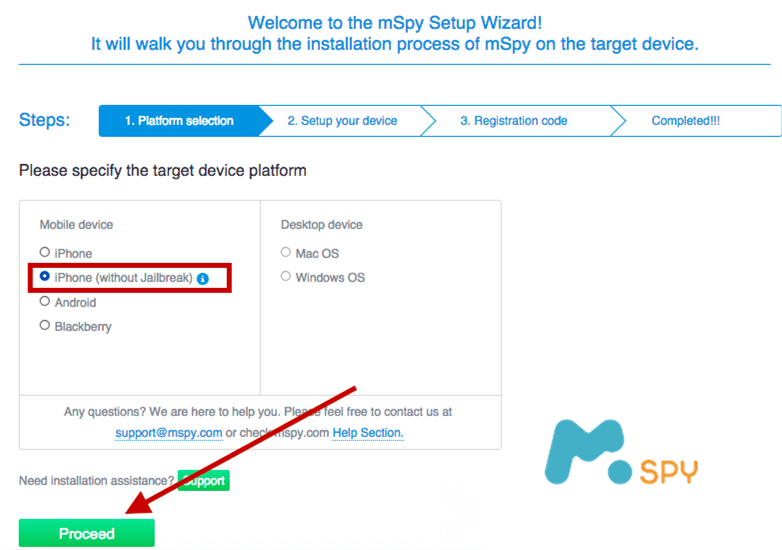 Welcome to the mSpy Setup Wizard!
It will walk you through the installation process of mSpy on the target device.
Steps:
1. Platform selection
2. Setup your device
3. Registration code
Completed!!!
Please specify the target device platform
Mobile device
iPhone
iPhone (without Jailbreak)
Android
Blackberry
Desktop device
Mac OS
Windows OS
Any questions? We are here to help you. Please feel free to contact us at
support@mspy.com or check mspy.com Help Section.
Need installation assistance? Support
Proceed
mSPY